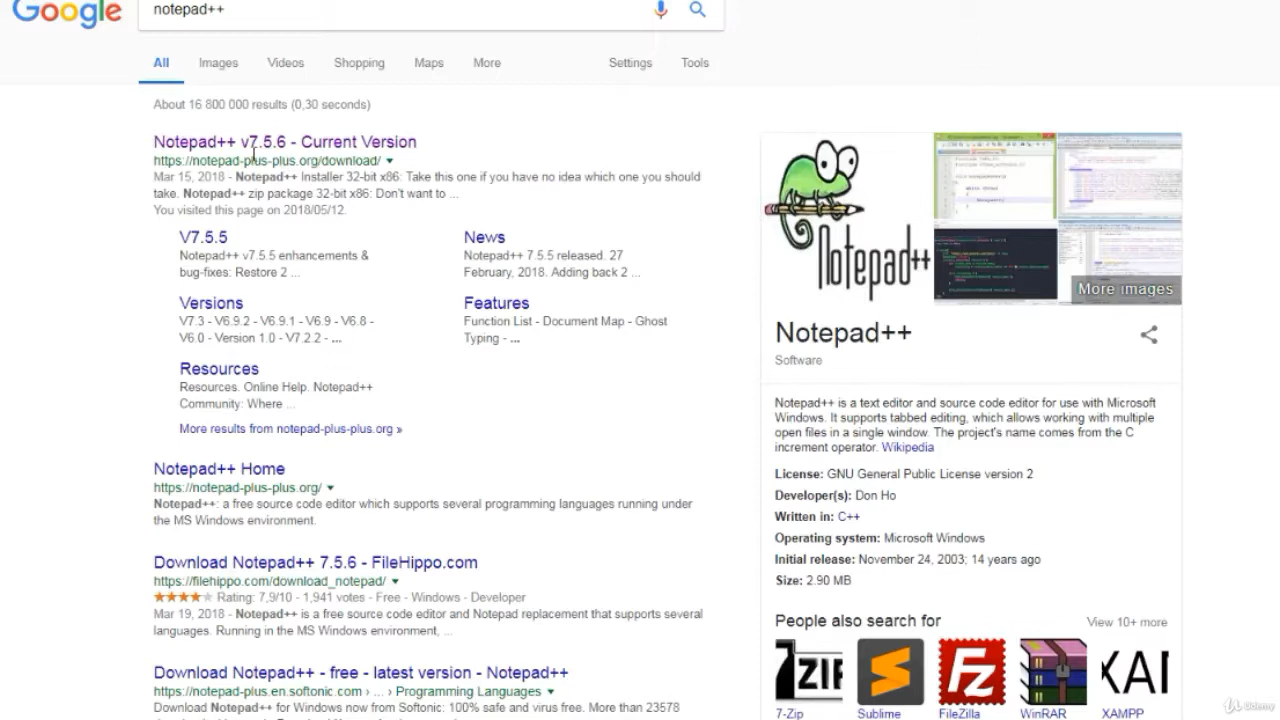 Google
notepad++
All Images Videos Shopping Maps More Settings Tools
About 16 800 000 results (0,30 seconds)
Notepad++ v7.5.6 - Current Version
https://notepad-plus-plus.org/download/
Mar 15, 2018 - Notepad++ Installer 32-bit x86: Take this one if you have no idea which one you should
take. Notepad++ zip package 32-bit x86: Don't want to ...
You visited this page on 2018/05/12.
V7.5.5
Notepad++ v7.5.5 enhancements &
bug-fixes: Restore 2 ...
News
Notepad++ 7.5.5 released. 27
February, 2018. Adding back 2 ...
Versions
V7.3 - V6.9.2 - V6.9.1 - V6.9 - V6.8 -
V6.0 - Version 1.0 - V7.2.2 - ...
Features
Function List - Document Map - Ghost
Typing - ...
Resources
Resources. Online Help. Notepad++
Community: Where ...
More results from notepad-plus-plus.org »
Notepad++ Home
https://notepad-plus-plus.org/
Notepad++: a free source code editor which supports several programming languages running under
the MS Windows environment.
Download Notepad++ 7.5.6 - FileHippo.com
https://filehippo.com/download_notepad/
Rating: 7,9/10 - 1,941 votes - Free - Windows - Developer
Mar 19, 2018 - Notepad++ is a free source code editor and Notepad replacement that supports several
languages. Running in the MS Windows environment, ...
Download Notepad++ - free - latest version - Notepad++
https://notepad-plus.en.softonic.com › ... › Programming Languages
Download Notepad++ for Windows now from Softonic: 100% safe and virus free. More than 23578
Notepad++
More images
Notepad++
Software
Notepad++ is a text editor and source code editor for use with Microsoft
Windows. It supports tabbed editing, which allows working with multiple
open files in a single window. The project's name comes from the C
increment operator. Wikipedia
License: GNU General Public License version 2
Developer(s): Don Ho
Written in: C++
Operating system: Microsoft Windows
Initial release: November 24, 2003; 14 years ago
Size: 2.90 MB
People also search for
View 10+ more
7-Zip Sublime FileZilla WinRAR XAMPP
Udemy